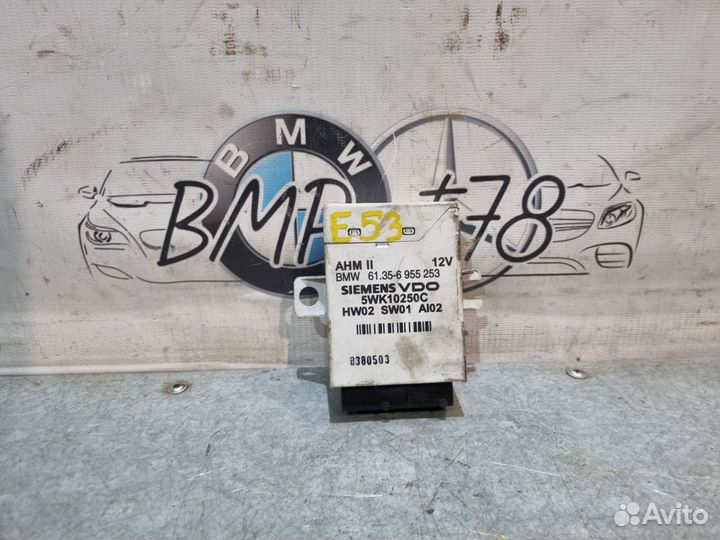 BMW
BMP +78
E53
AHM II 12V
BMW 61.35-6 955 253
SIEMENS VDO
5WK10250C
HW02 SW01 AI02
0380503
Avito